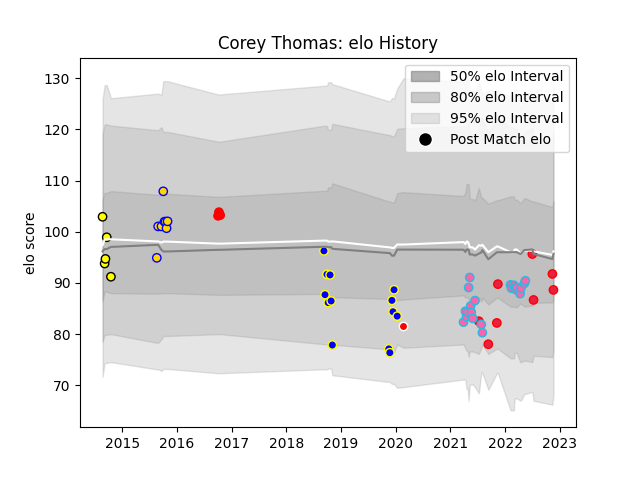 Corey Thomas: elo History
50% elo Interval
80% elo Interval
95% elo Interval
Post Match elo
elo score
130
120
110
100
90
80
70
2015 2016 2017 2018 2019 2020 2021 2022 2023